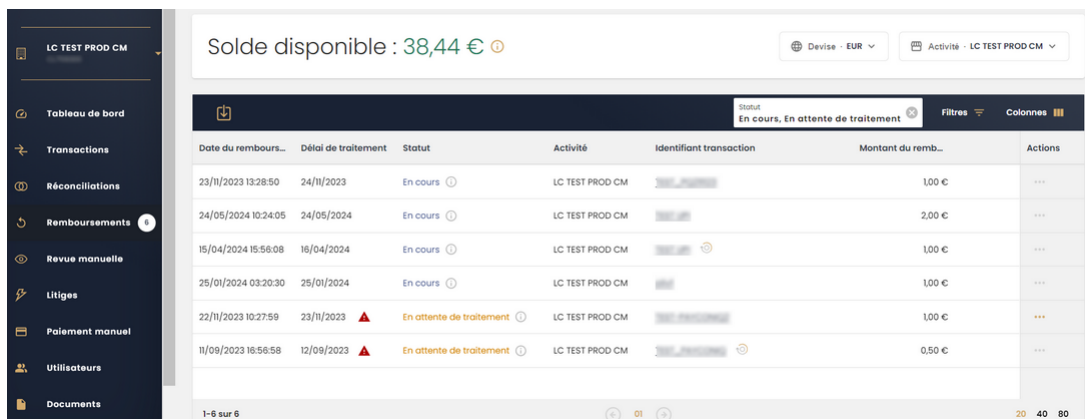 LC TEST PROD CM
Solde disponible : 38,44 €
Devise · EUR
Activité · LC TEST PROD CM
Tableau de bord
Transactions
Réconciliations
Remboursements 6
Revue manuelle
Litiges
Paiement manuel
Utilisateurs
Documents
Statut
En cours, En attente de traitement
Filtres
Colonnes
Date du rembours... Délai de traitement Statut Activité Identifiant transaction Montant du remb... Actions
23/11/2023 13:28:50 24/11/2023 En cours LC TEST PROD CM 1,00 € ...
24/05/2024 10:24:05 24/05/2024 En cours LC TEST PROD CM 2,00 € ...
15/04/2024 15:56:08 16/04/2024 En cours LC TEST PROD CM 1,00 € ...
25/01/2024 03:20:30 25/01/2024 En cours LC TEST PROD CM 1,00 € ...
22/11/2023 10:27:59 23/11/2023 En attente de traitement LC TEST PROD CM 1,00 € ...
11/09/2023 16:56:58 12/09/2023 En attente de traitement LC TEST PROD CM 0,50 € ...
1-6 sur 6 01 20 40 80